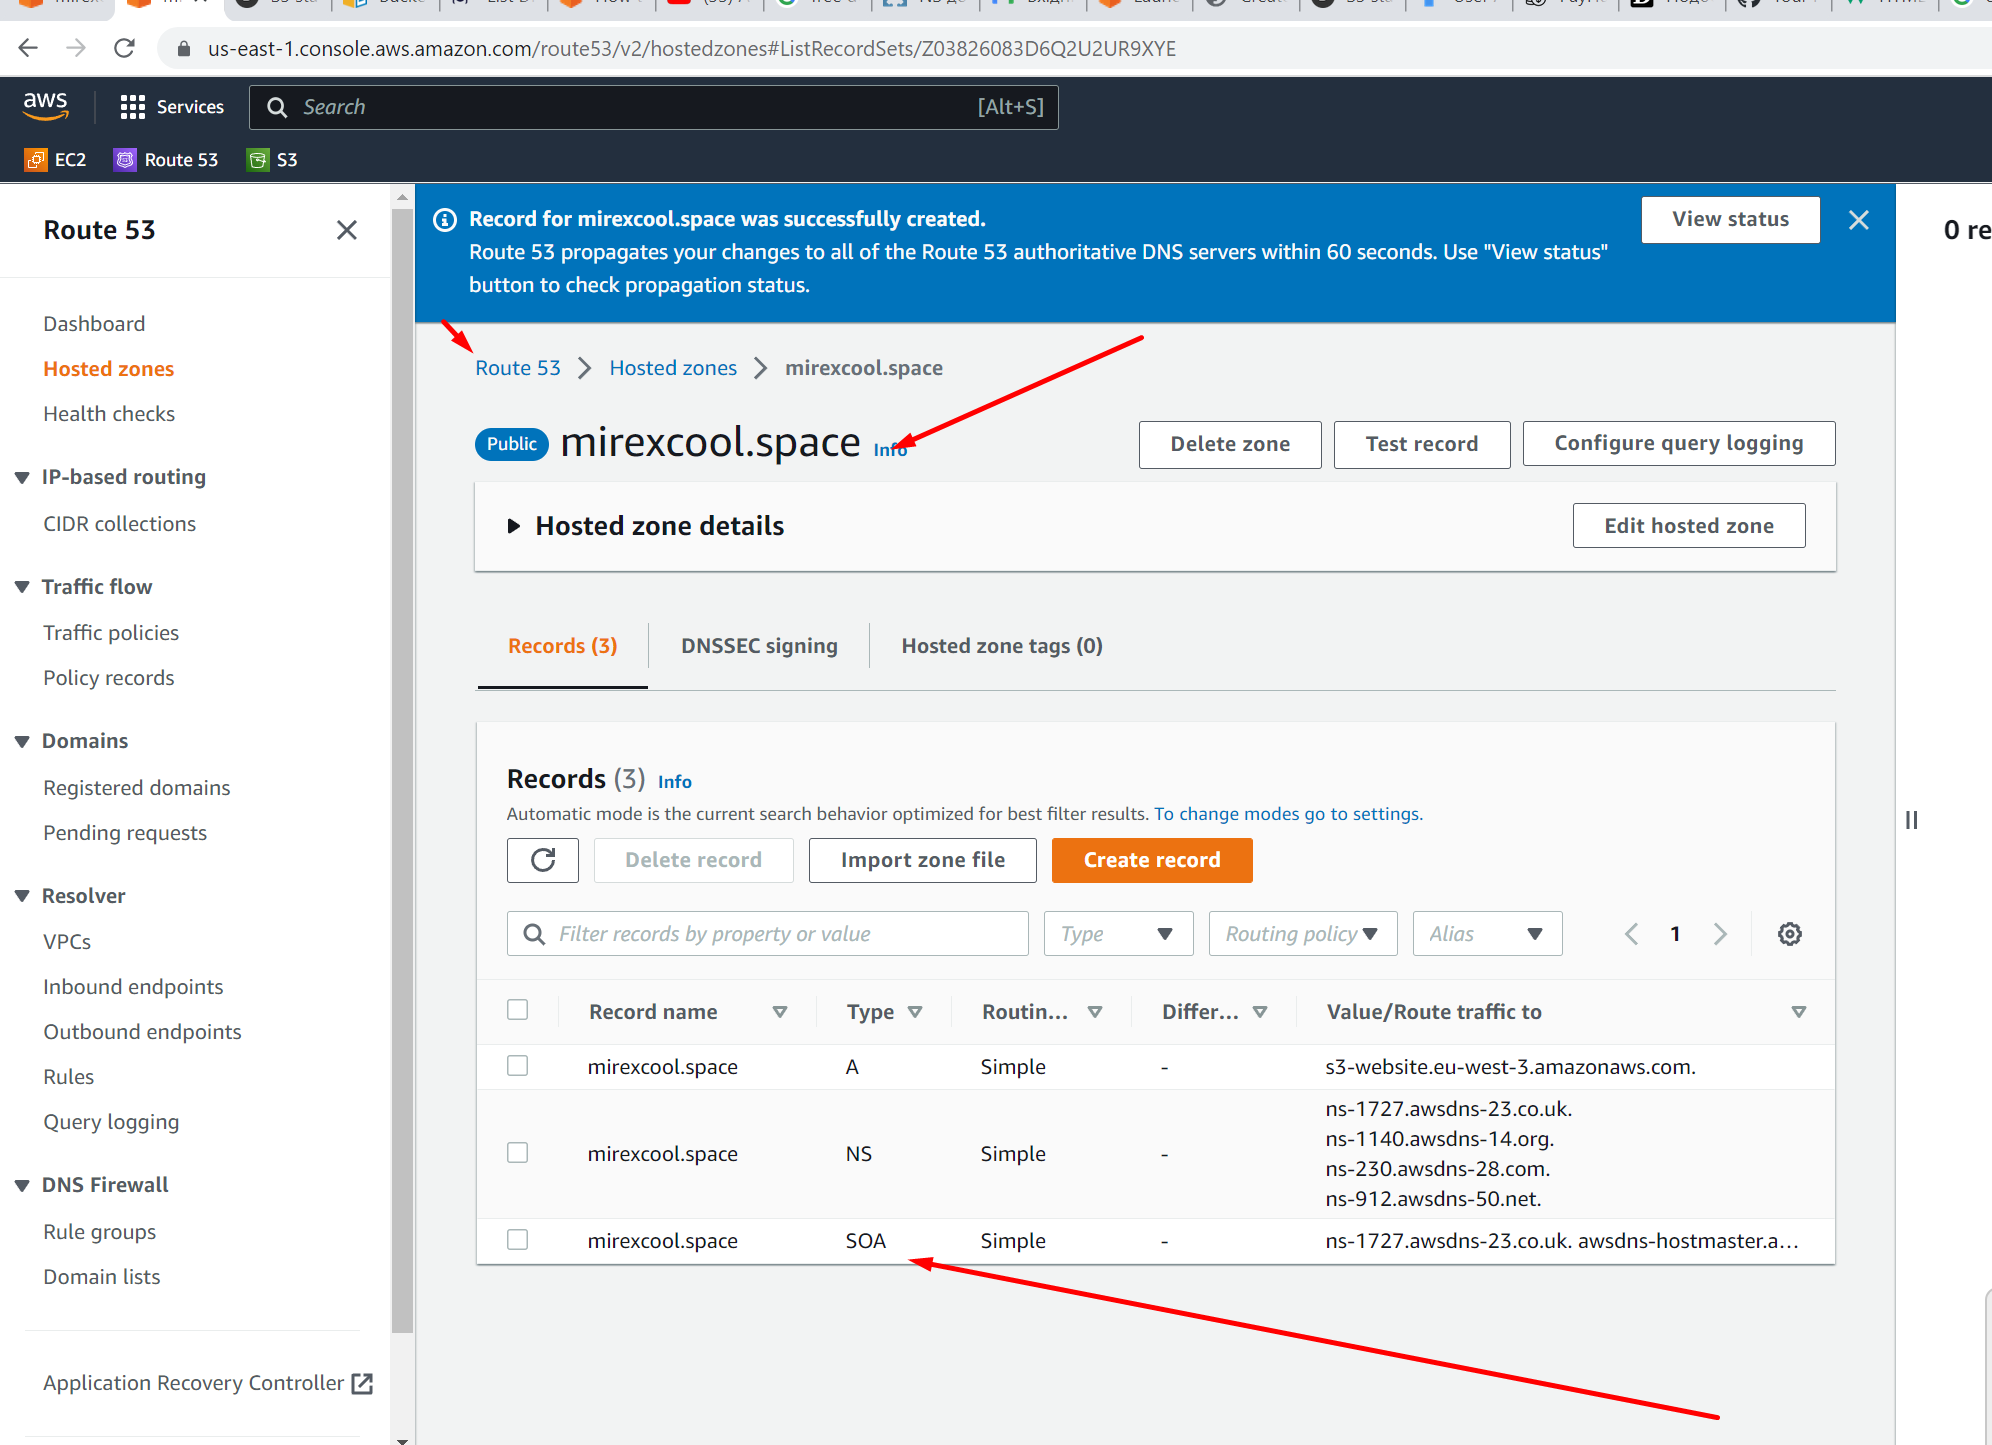 us-east-1.console.aws.amazon.com/route53/v2/hostedzones#ListRecordSets/Z03826083D6Q2U2UR9XYE
aws
Services
Search
[Alt+S]
EC2
Route 53
S3
Route 53
Dashboard
Hosted zones
Health checks
IP-based routing
CIDR collections
Traffic flow
Traffic policies
Policy records
Domains
Registered domains
Pending requests
Resolver
VPCs
Inbound endpoints
Outbound endpoints
Rules
Query logging
DNS Firewall
Rule groups
Domain lists
Application Recovery Controller
Record for mirexcool.space was successfully created.
Route 53 propagates your changes to all of the Route 53 authoritative DNS servers within 60 seconds. Use "View status"
button to check propagation status.
View status
0 re
Route 53 > Hosted zones > mirexcool.space
Public mirexcool.space Info
Delete zone
Test record
Configure query logging
Hosted zone details
Edit hosted zone
Records (3)
DNSSEC signing
Hosted zone tags (0)
Records (3) Info
Automatic mode is the current search behavior optimized for best filter results. To change modes go to settings.
Delete record
Import zone file
Create record
Filter records by property or value
Type
Routing policy
Alias
1
Record name Type Routin... Differ... Value/Route traffic to
mirexcool.space A Simple - s3-website.eu-west-3.amazonaws.com.
mirexcool.space NS Simple - ns-1727.awsdns-23.co.uk.
ns-1140.awsdns-14.org.
ns-230.awsdns-28.com.
ns-912.awsdns-50.net.
mirexcool.space SOA Simple - ns-1727.awsdns-23.co.uk. awsdns-hostmaster.a...